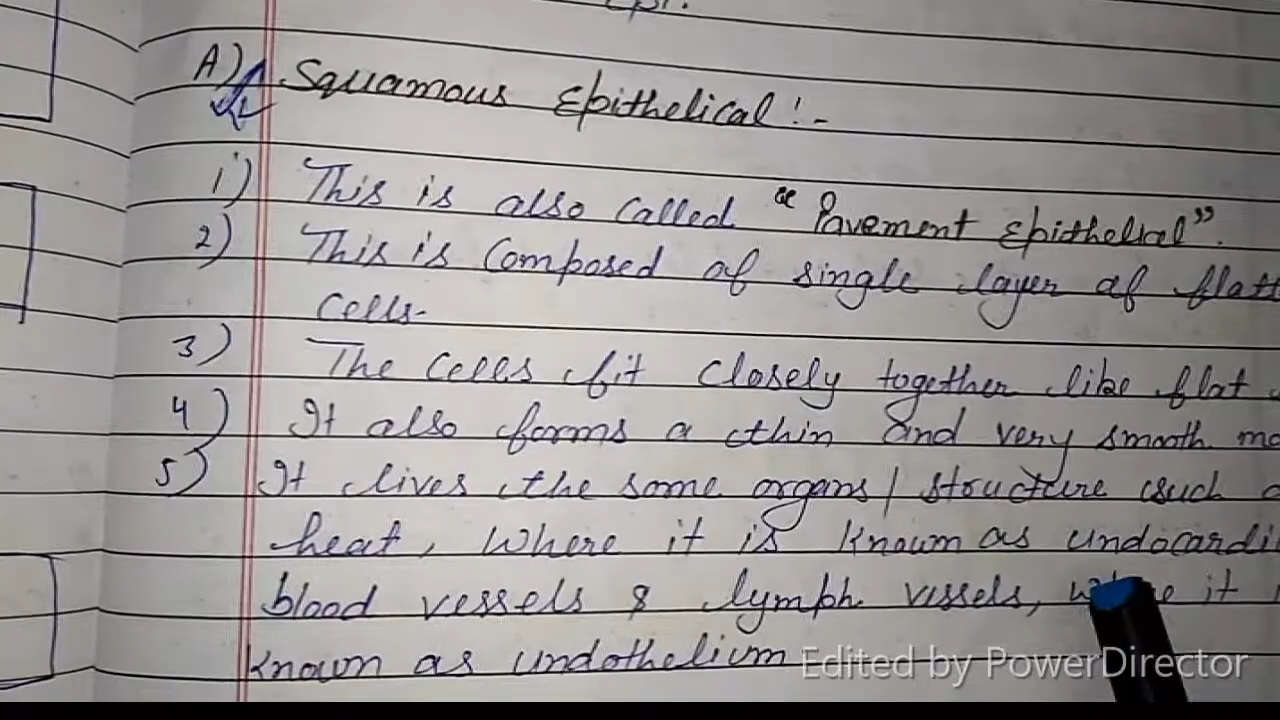 A) Squamous Epithelical :-
i) This is also called "Pavement Epithelial".
2) This is Composed of single layer of flatt
Cells.
3) The cells fit closely together like flat
4) It also forms a thin and very smooth
5) It lives the some organs / structure such
heat, Where it is known as undocardi
blood vessels & lymph vessels, it
known as undothelium
Edited by PowerDirector